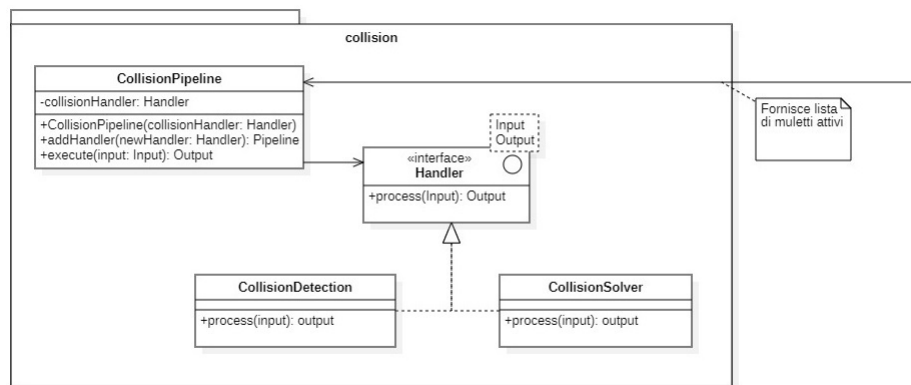 collision
CollisionPipeline
-collisionHandler: Handler
+CollisionPipeline(collisionHandler: Handler)
+addHandler(newHandler: Handler): Pipeline
+execute(input: Input): Output
Fornisce lista
di muletti attivi
Input
Output
«interface»
Handler
+process(Input): Output
CollisionDetection
+process(input): output
CollisionSolver
+process(input): output